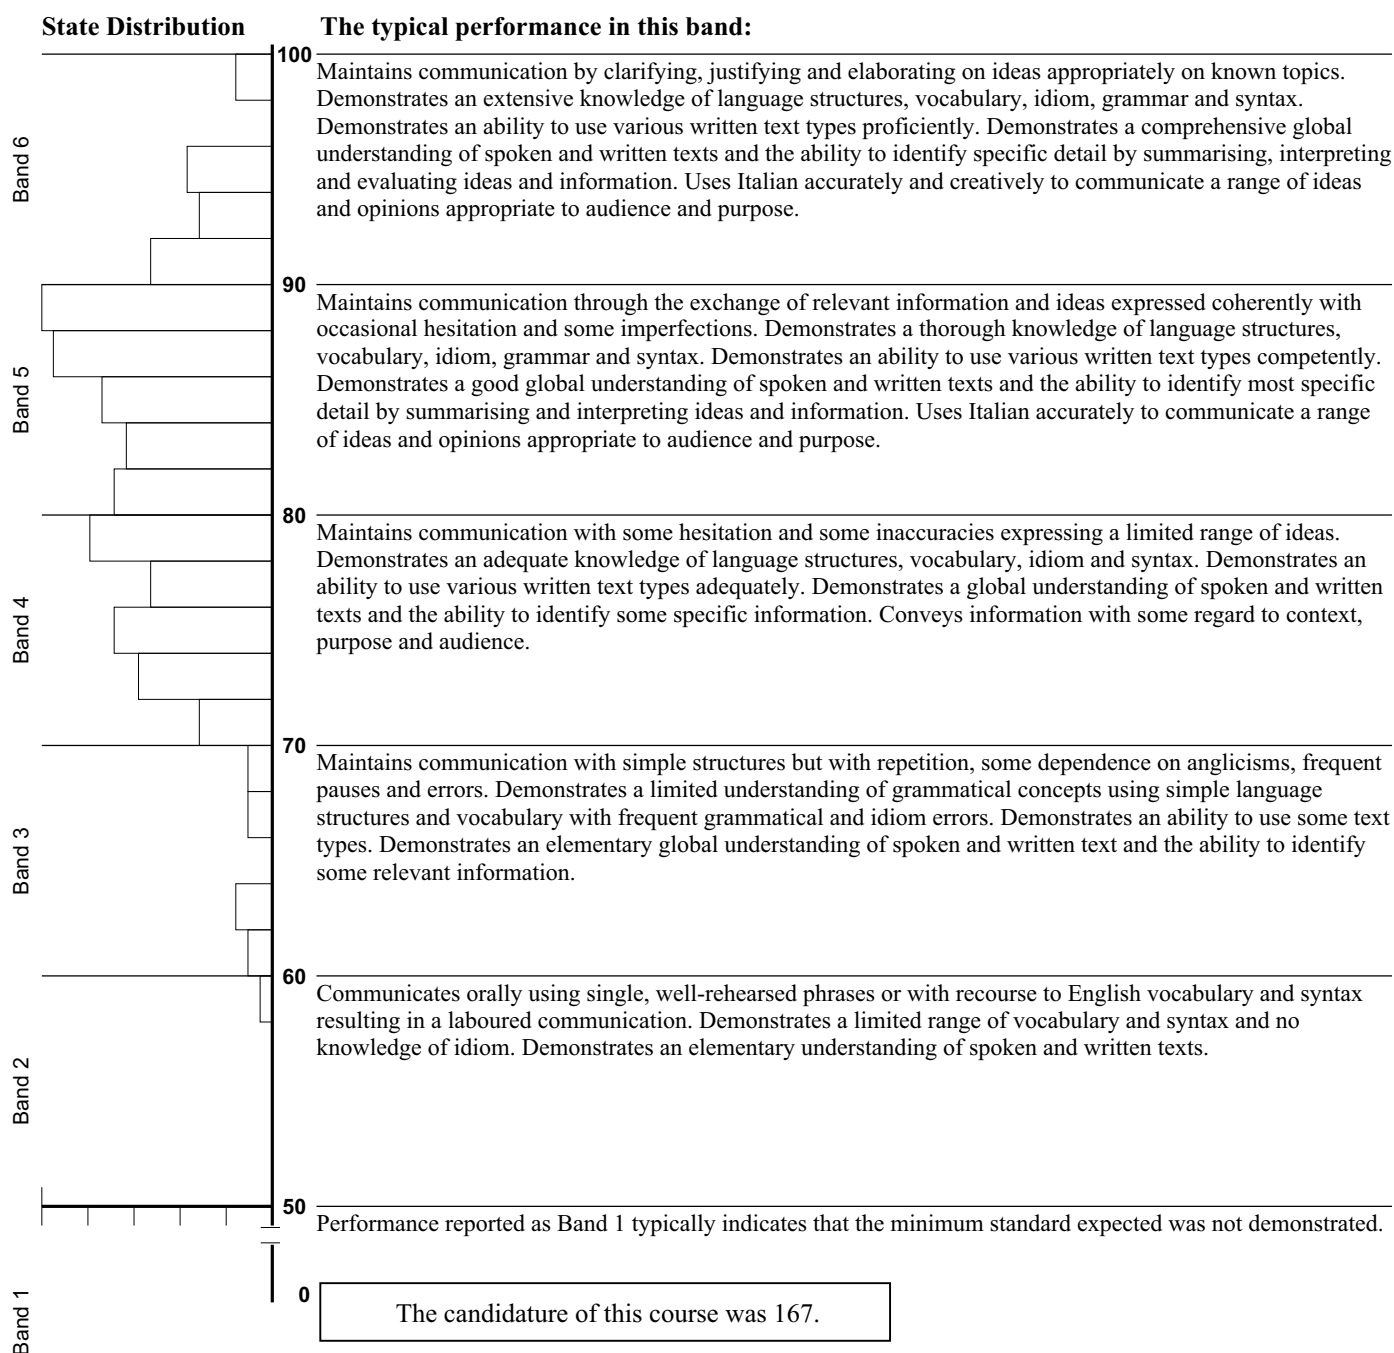 State Distribution
The typical performance in this band:
100
Maintains communication by clarifying, justifying and elaborating on ideas appropriately on known topics.
Demonstrates an extensive knowledge of language structures, vocabulary, idiom, grammar and syntax.
Demonstrates an ability to use various written text types proficiently. Demonstrates a comprehensive global
understanding of spoken and written texts and the ability to identify specific detail by summarising, interpreting
and evaluating ideas and information. Uses Italian accurately and creatively to communicate a range of ideas
and opinions appropriate to audience and purpose.
Band 6
90
Maintains communication through the exchange of relevant information and ideas expressed coherently with
occasional hesitation and some imperfections. Demonstrates a thorough knowledge of language structures,
vocabulary, idiom, grammar and syntax. Demonstrates an ability to use various written text types competently.
Demonstrates a good global understanding of spoken and written texts and the ability to identify most specific
detail by summarising and interpreting ideas and information. Uses Italian accurately to communicate a range
of ideas and opinions appropriate to audience and purpose.
Band 5
80
Maintains communication with some hesitation and some inaccuracies expressing a limited range of ideas.
Demonstrates an adequate knowledge of language structures, vocabulary, idiom and syntax. Demonstrates an
ability to use various written text types adequately. Demonstrates a global understanding of spoken and written
texts and the ability to identify some specific information. Conveys information with some regard to context,
purpose and audience.
Band 4
70
Maintains communication with simple structures but with repetition, some dependence on anglicisms, frequent
pauses and errors. Demonstrates a limited understanding of grammatical concepts using simple language
structures and vocabulary with frequent grammatical and idiom errors. Demonstrates an ability to use some text
types. Demonstrates an elementary global understanding of spoken and written text and the ability to identify
some relevant information.
Band 3
60
Communicates orally using single, well-rehearsed phrases or with recourse to English vocabulary and syntax
resulting in a laboured communication. Demonstrates a limited range of vocabulary and syntax and no
knowledge of idiom. Demonstrates an elementary understanding of spoken and written texts.
Band 2
50
Performance reported as Band 1 typically indicates that the minimum standard expected was not demonstrated.
0
Band 1
The candidature of this course was 167.